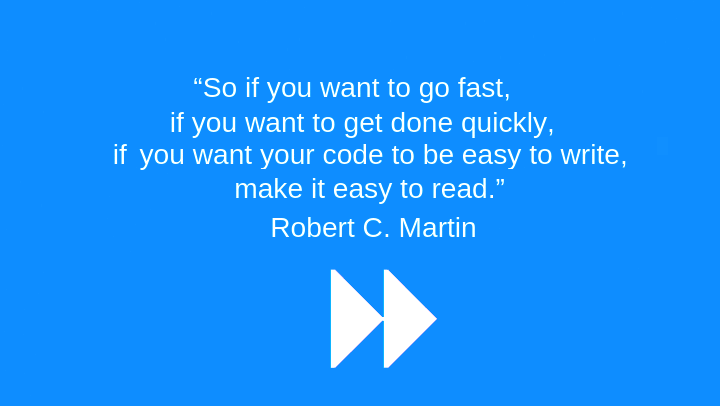 “So if you want to go fast,
if you want to get done quickly,
if you want your code to be easy to write,
make it easy to read.”
Robert C. Martin